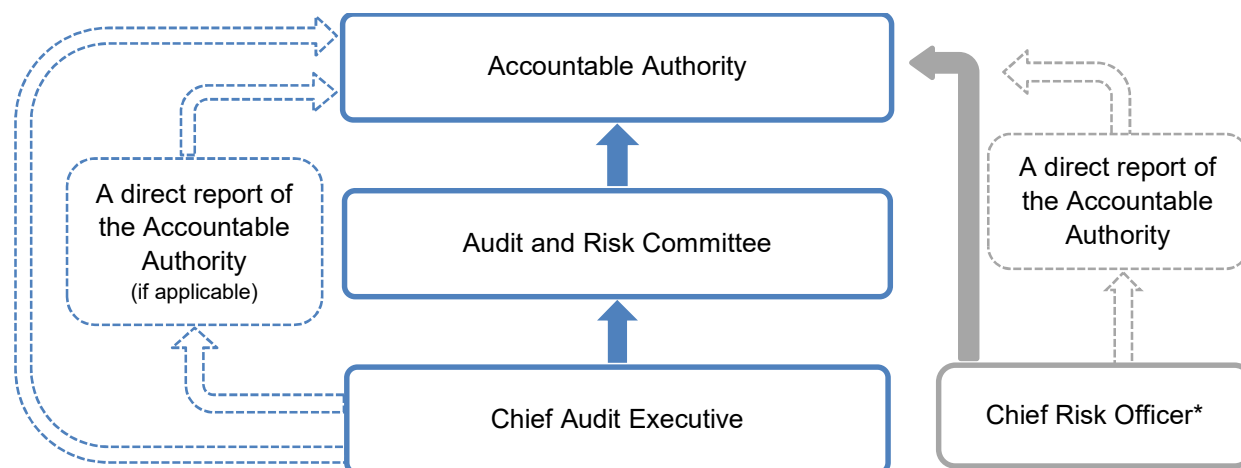 Accountable Authority
A direct report of
the Accountable
Authority
(if applicable)
A direct report of
the Accountable
Authority
Audit and Risk Committee
Chief Audit Executive
Chief Risk Officer*